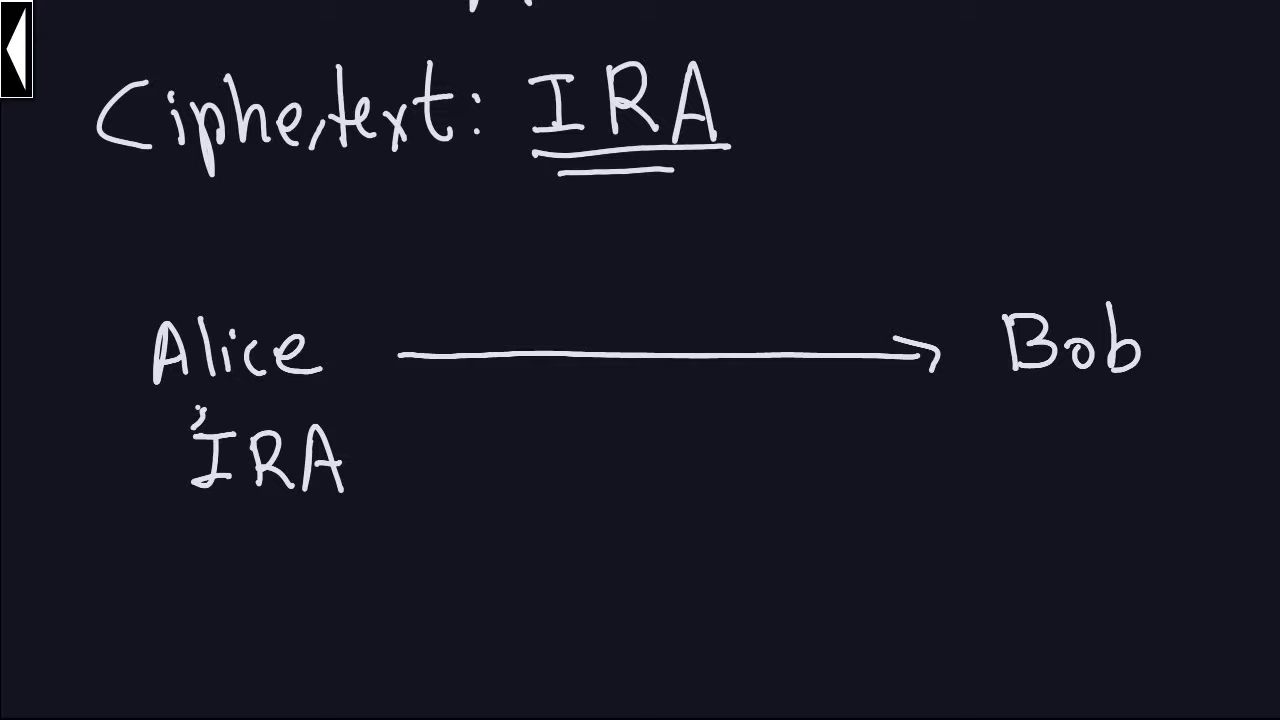 Ciphertext: IRA
Alice → Bob
IRA